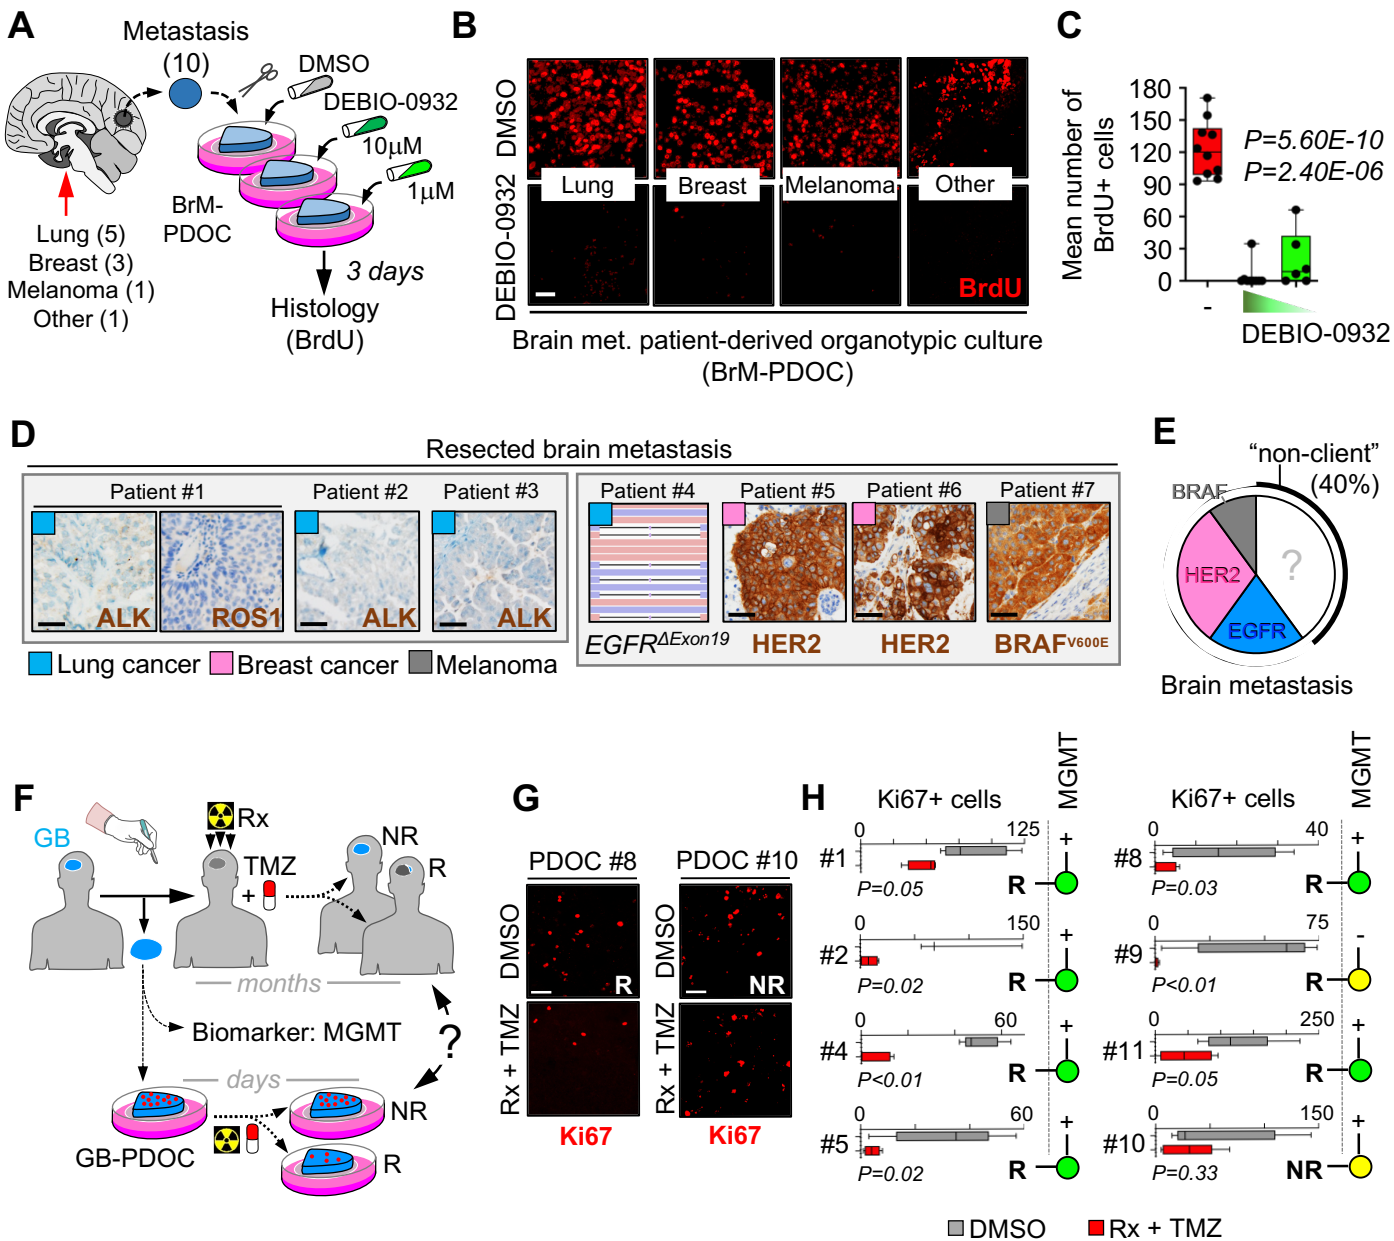 A
Metastasis
(10)
DMSO
DEBIO-0932
10µM
1µM
BrM-
PDOC
Lung (5)
Breast (3)
Melanoma (1)
Other (1)
3 days
Histology
(BrdU)
B
DMSO
DEBIO-0932
Lung
Breast
Melanoma
Other
BrdU
Brain met. patient-derived organotypic culture
(BrM-PDOC)
C
Mean number of
BrdU+ cells
180
150
120
90
60
30
0
P=5.60E-10
P=2.40E-06
-
DEBIO-0932
D
Resected brain metastasis
Patient #1
Patient #2
Patient #3
Patient #4
Patient #5
Patient #6
Patient #7
ALK
ROS1
ALK
ALK
EGFRΔExon19
HER2
HER2
BRAFV600E
Lung cancer
Breast cancer
Melanoma
E
“non-client”
(40%)
BRAF
HER2
?
EGFR
Brain metastasis
F
GB
Rx
TMZ
+
NR
R
months
Biomarker: MGMT
?
days
NR
GB-PDOC
R
G
PDOC #8
PDOC #10
DMSO
R
DMSO
NR
Rx + TMZ
Rx + TMZ
Ki67
Ki67
H
Ki67+ cells
MGMT
0
125
#1
P=0.05
+
R
0
150
#2
P=0.02
+
R
0
60
#4
P<0.01
+
R
0
60
#5
P=0.02
+
R
Ki67+ cells
MGMT
0
40
#8
P=0.03
+
R
0
75
#9
P<0.01
-
R
0
250
#11
P=0.05
+
R
0
150
#10
P=0.33
+
NR
DMSO
Rx + TMZ